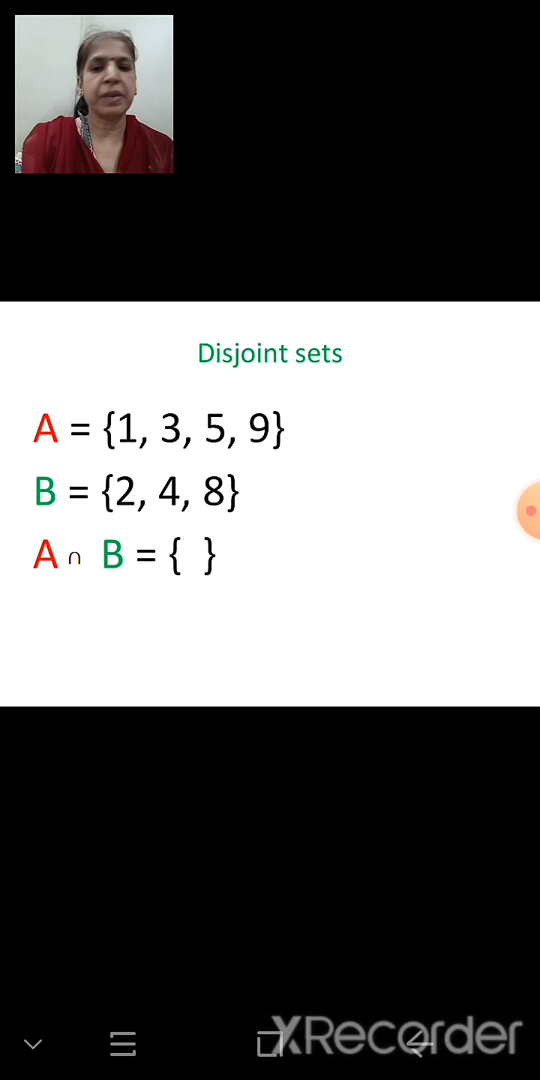 Disjoint sets
A = {1, 3, 5, 9}
B = {2, 4, 8}
A ∩ B = { }
XRecorder